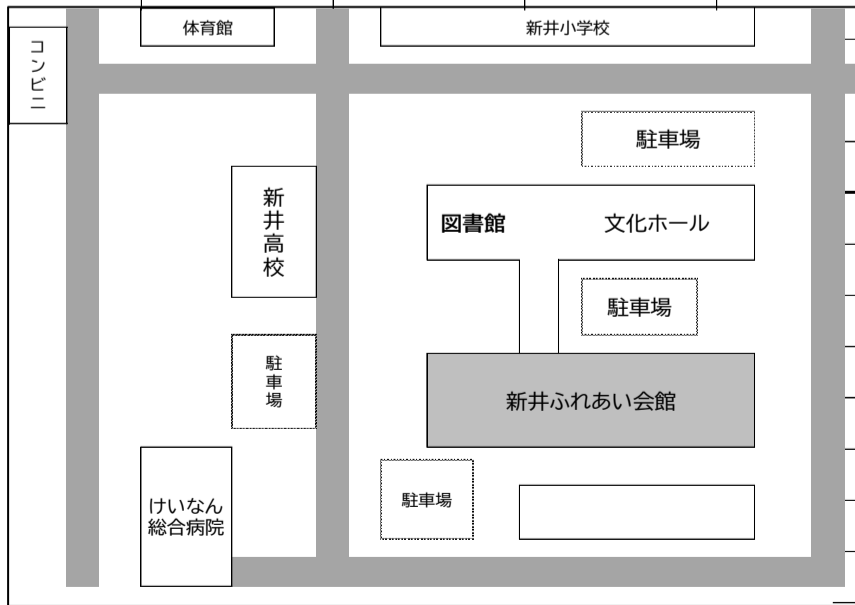 体育館
新井小学校
コンビニ
駐車場
新井高校
図書館
文化ホール
駐車場
駐車場
新井ふれあい会館
けいなん
総合病院
駐車場